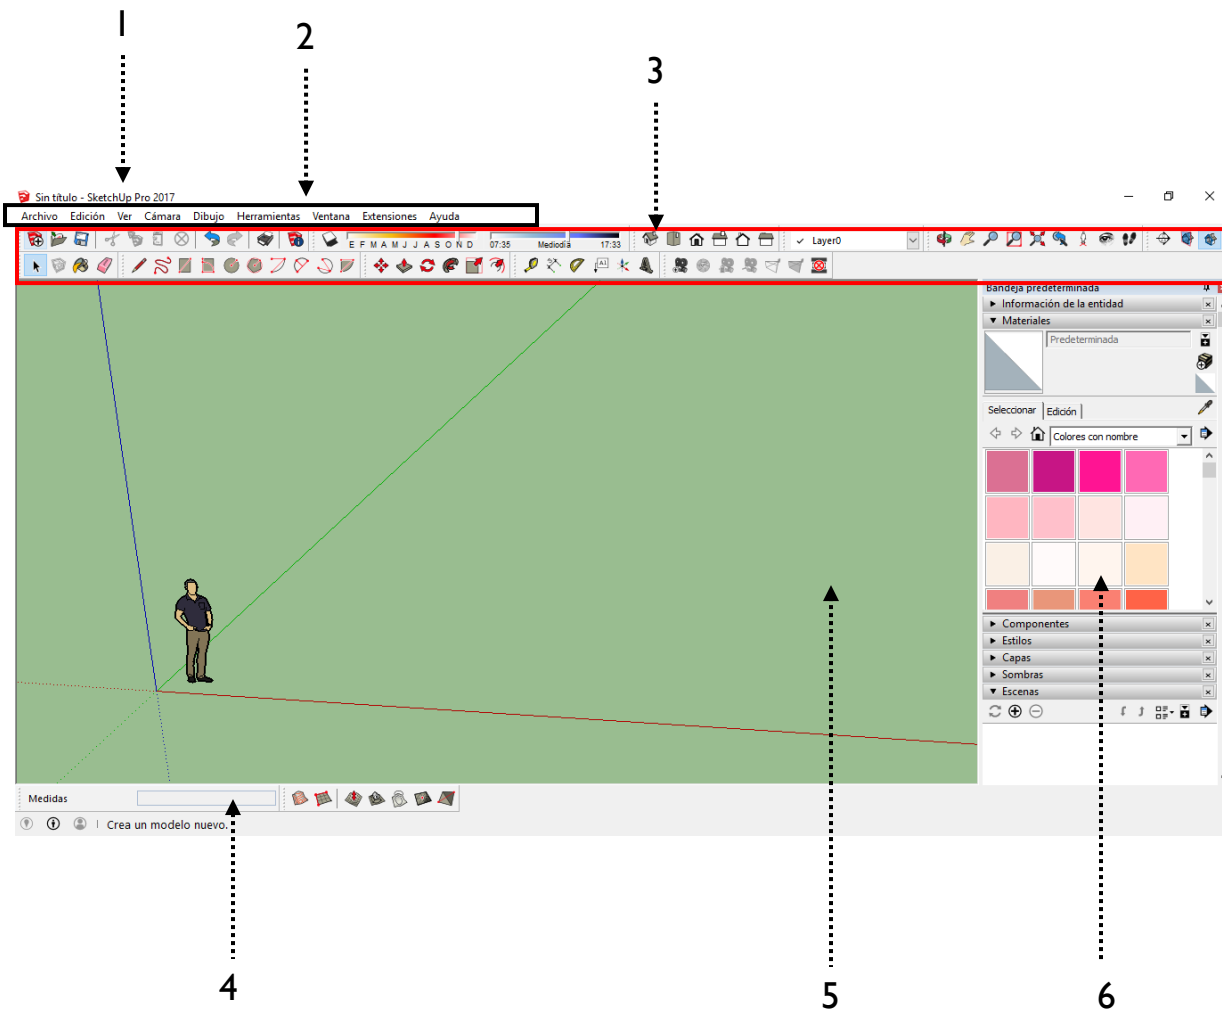 1
2
3
Sin título - SketchUp Pro 2017
Archivo Edición Ver Cámara Dibujo Herramientas Ventana Extensiones Ayuda
E F M A M J J A S O N D 07:35 Mediodía 17:33 Layer0
A1
Bandeja predeterminada
Información de la entidad
Materiales
Predeterminada
Seleccionar Edición
Colores con nombre
Componentes
Estilos
Capas
Sombras
Escenas
Medidas
Crea un modelo nuevo.
4
5
6